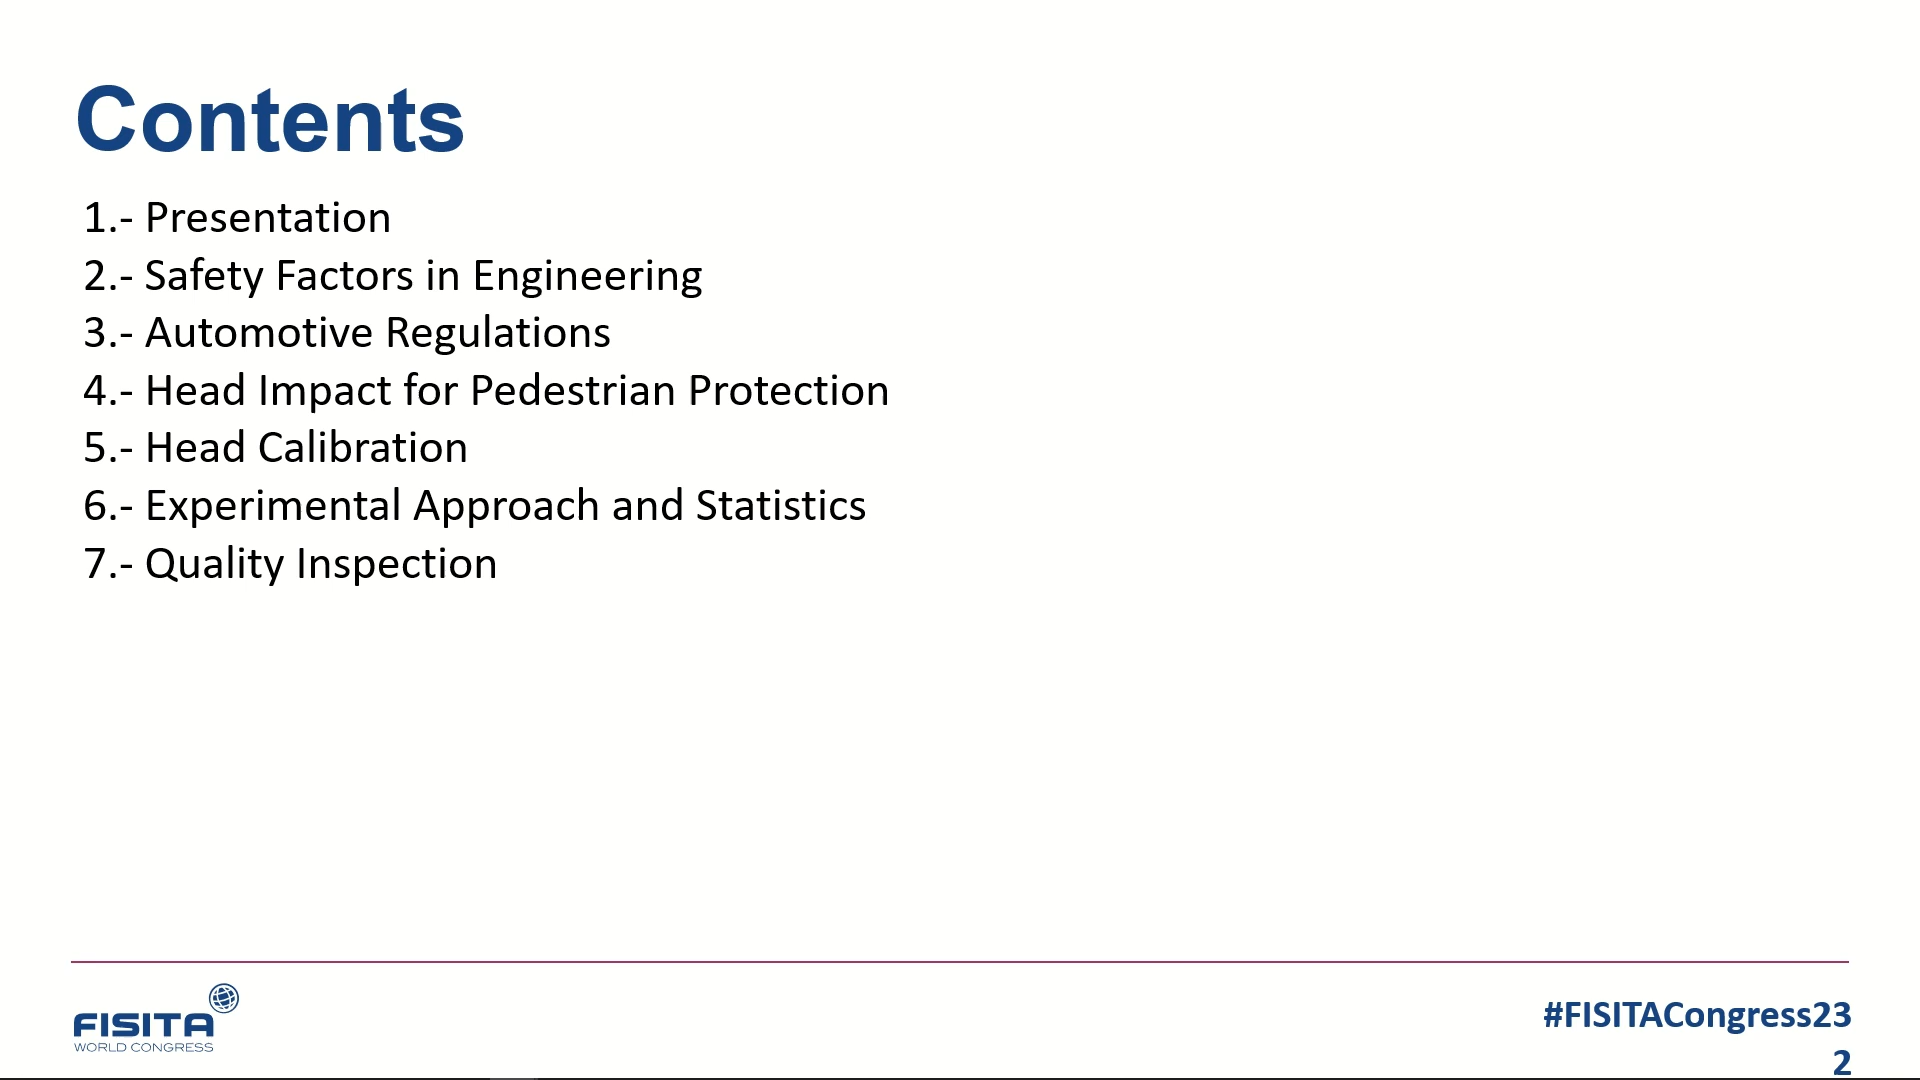 Contents
1.- Presentation
2.- Safety Factors in Engineering
3.- Automotive Regulations
4.- Head Impact for Pedestrian Protection
5.- Head Calibration
6.- Experimental Approach and Statistics
7.- Quality Inspection
FISITA
WORLD CONGRESS
#FISITACongress23
2